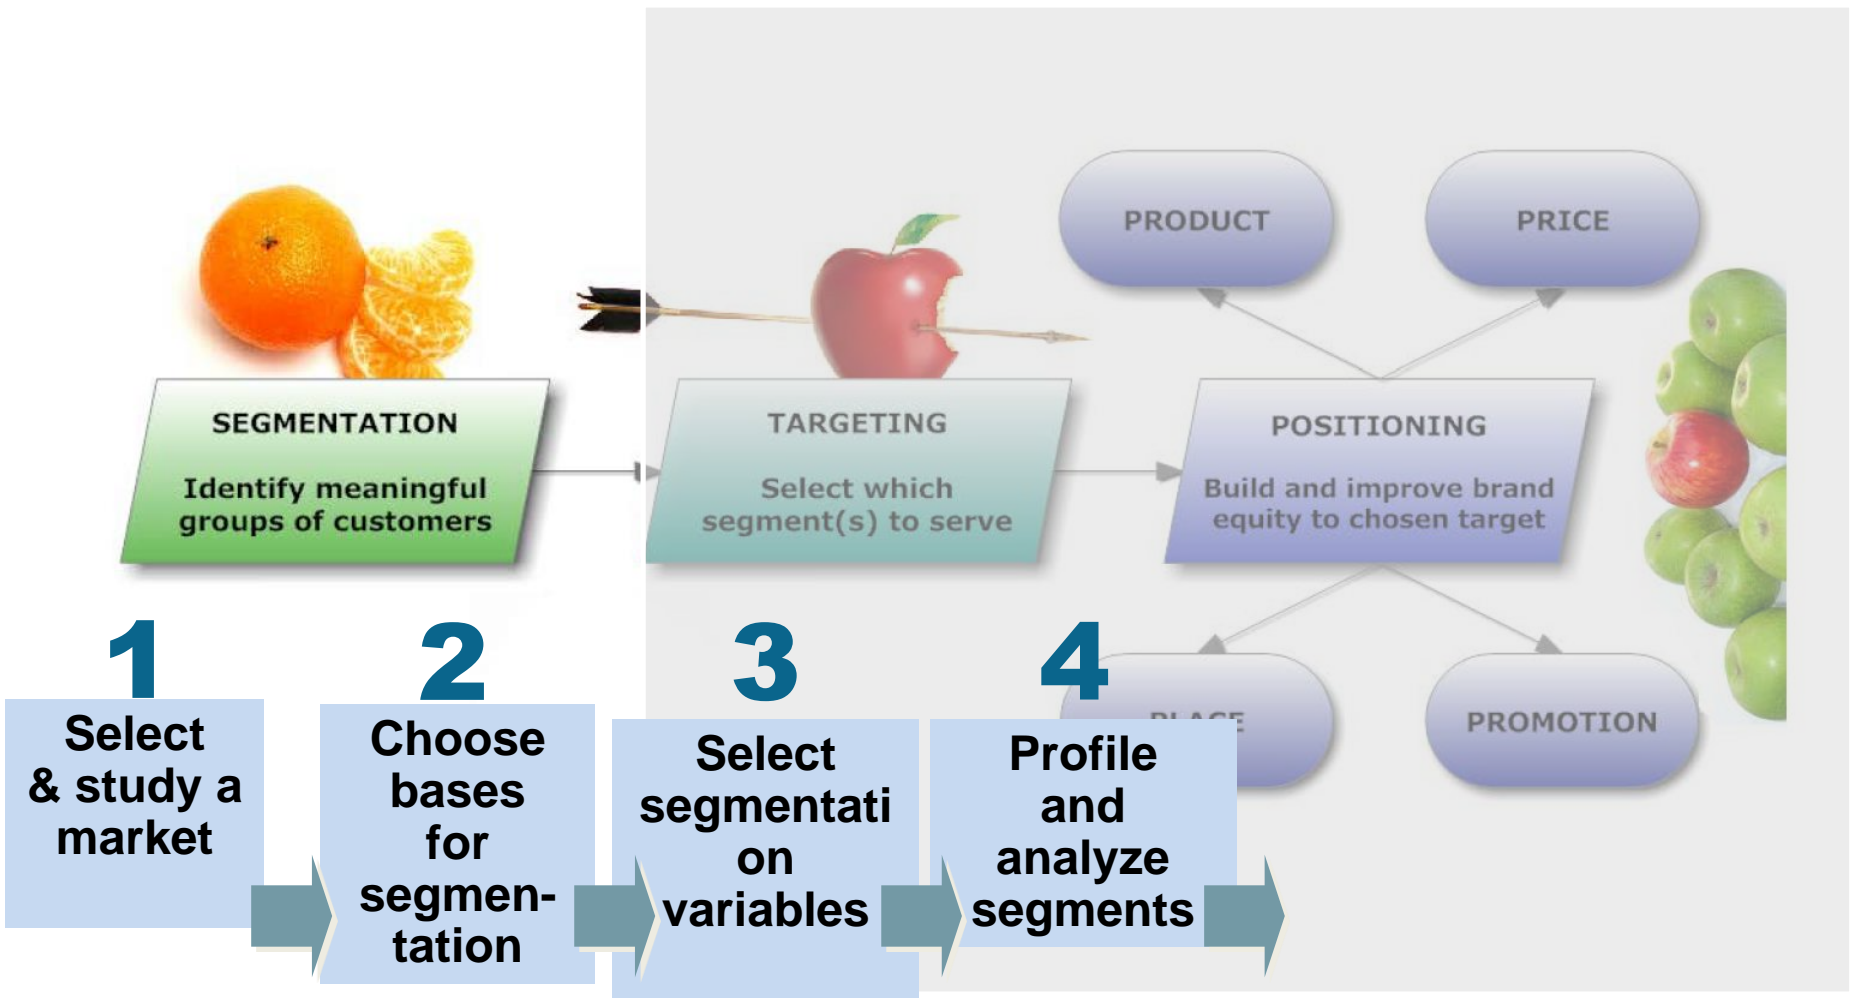 PRODUCT
PRICE
SEGMENTATION
Identify meaningful
groups of customers
TARGETING
Select which
segment(s) to serve
POSITIONING
Build and improve brand
equity to chosen target
1
Select
& study a
market
2
Choose
bases
for
segmen-
tation
3
Select
segmentati
on
variables
4
Profile
and
analyze
segments
PLACE
PROMOTION